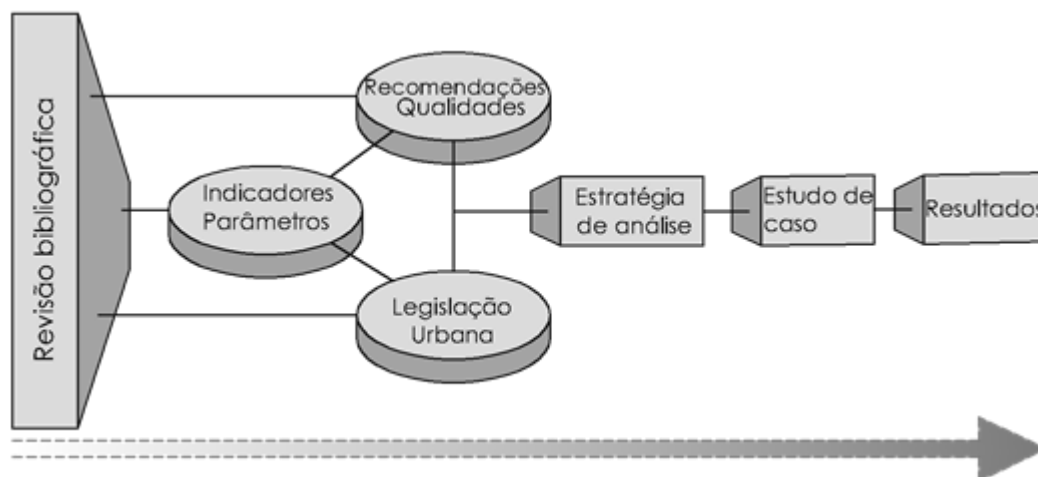 Revisão bibliográfica
Recomendações
Qualidades
Indicadores
Parâmetros
Legislação
Urbana
Estratégia
de análise
Estudo de
caso
Resultados